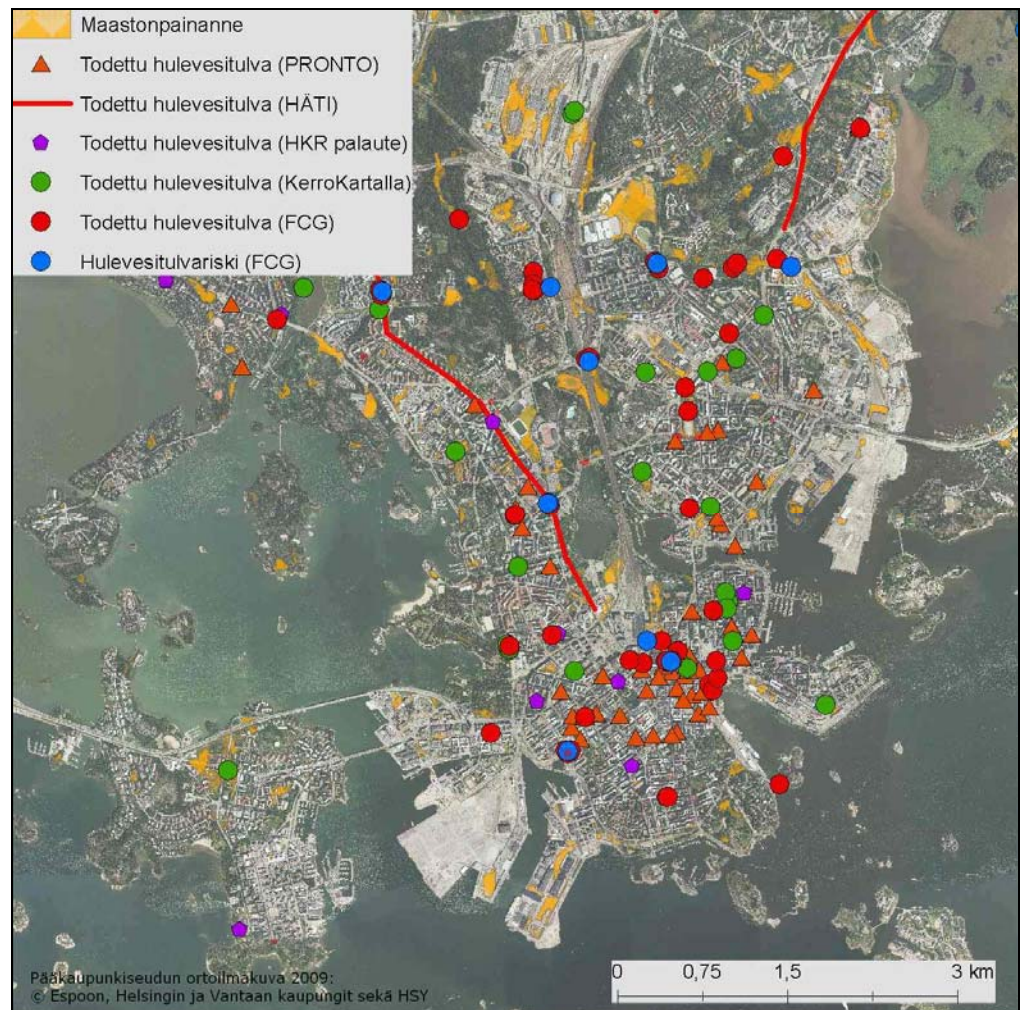 Maastonpainanne
Todettu hulevesitulva (PRONTO)
Todettu hulevesitulva (HÄTI)
Todettu hulevesitulva (HKR palaute)
Todettu hulevesitulva (KerroKartalla)
Todettu hulevesitulva (FCG)
Hulevesitulvariski (FCG)
Pääkaupunkiseudun ortoilmakuva 2009:
© Espoon, Helsingin ja Vantaan kaupungit sekä HSY
0 0,75 1,5 3 km